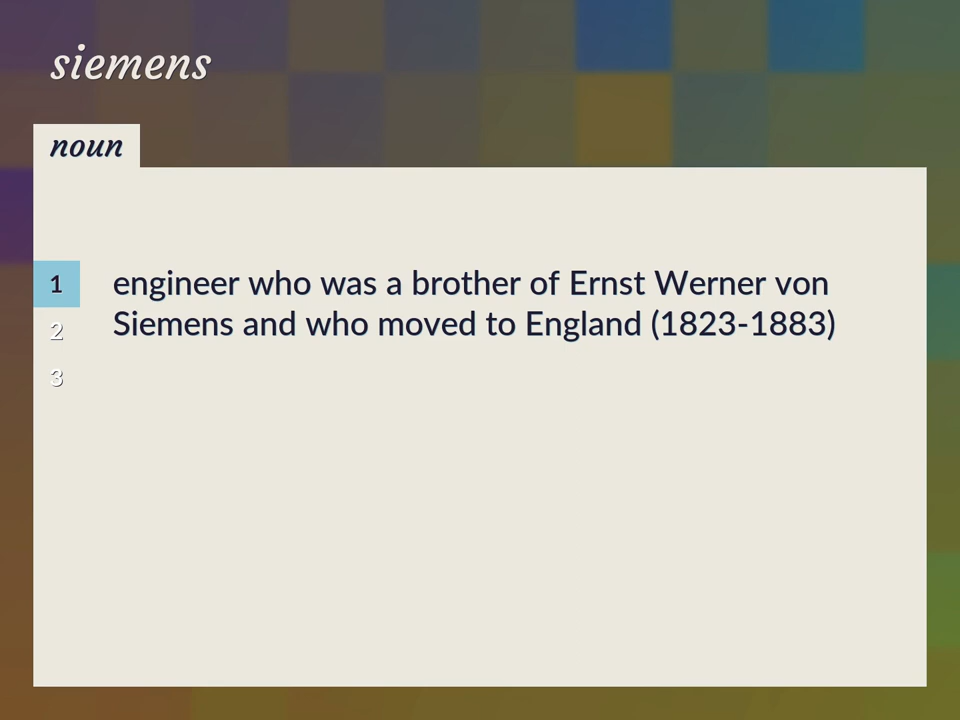 siemens
noun
1
engineer who was a brother of Ernst Werner von
Siemens and who moved to England (1823-1883)
2
3